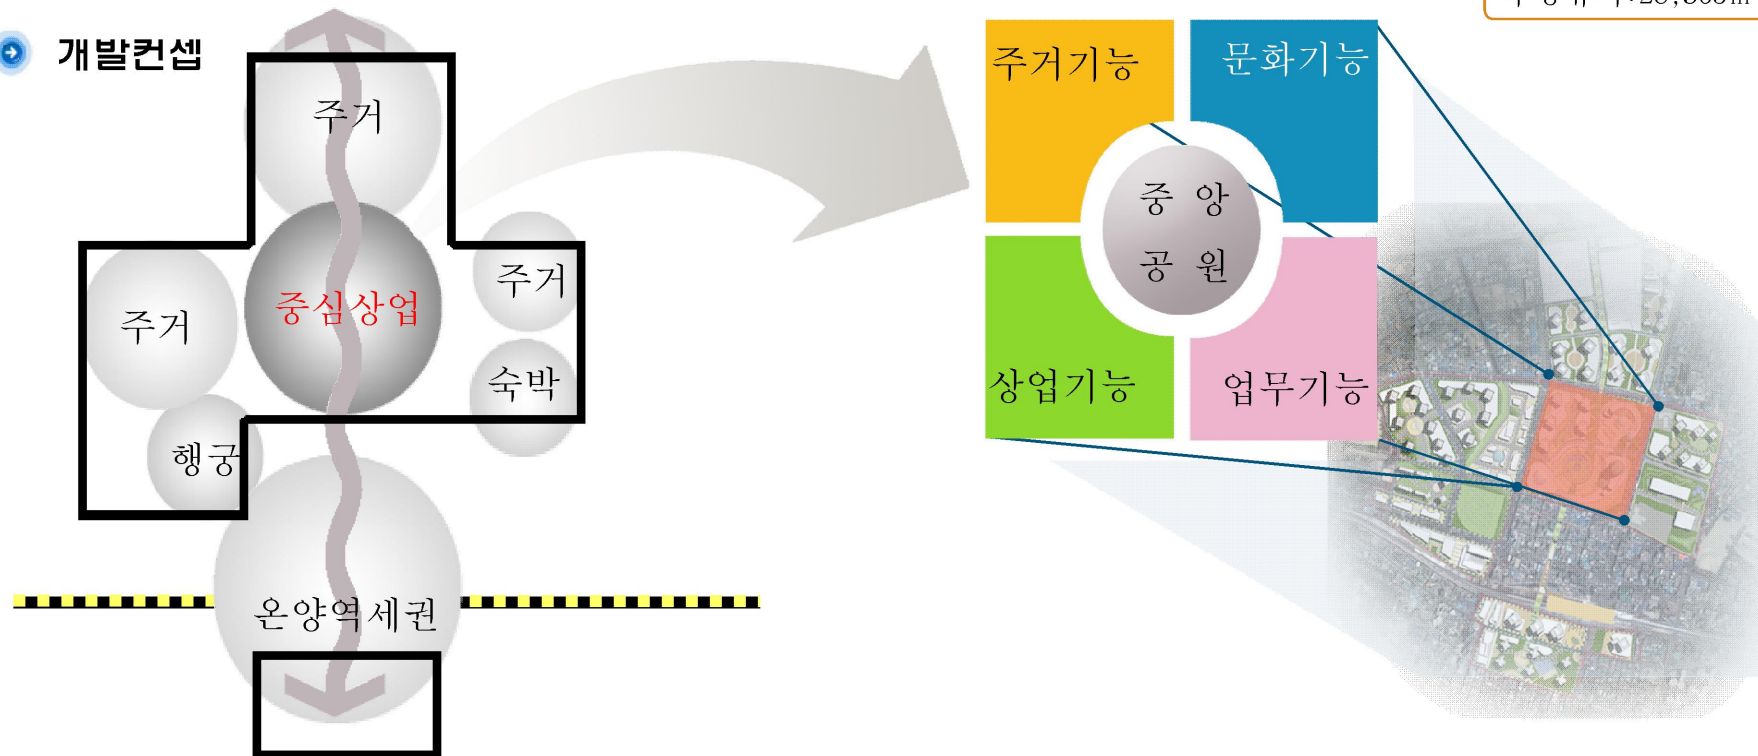 개발컨셉
주거
주거
중심상업
주거
숙박
행궁
온양역세권
주거기능
문화기능
중 앙
공 원
상업기능
업무기능